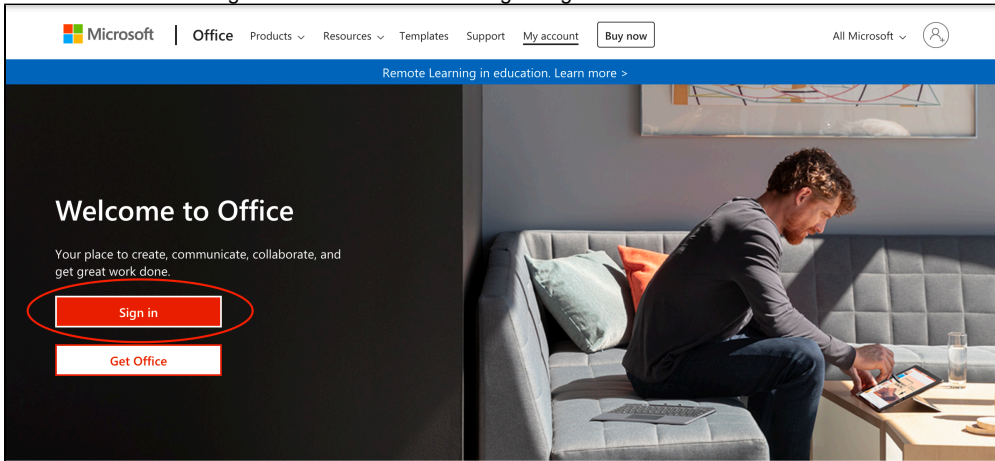 Microsoft Office Products Resources Templates Support My account Buy now All Microsoft
Remote Learning in education. Learn more >
Welcome to Office
Your place to create, communicate, collaborate, and
get great work done.
Sign in
Get Office